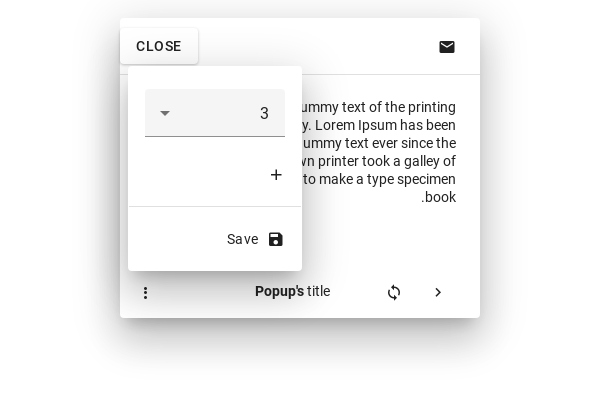 CLOSE
ummy text of the printing
y. Lorem Ipsum has been
ummy text ever since the
wn printer took a galley of
to make a type specimen
.book
3
+
Save
Popup's title